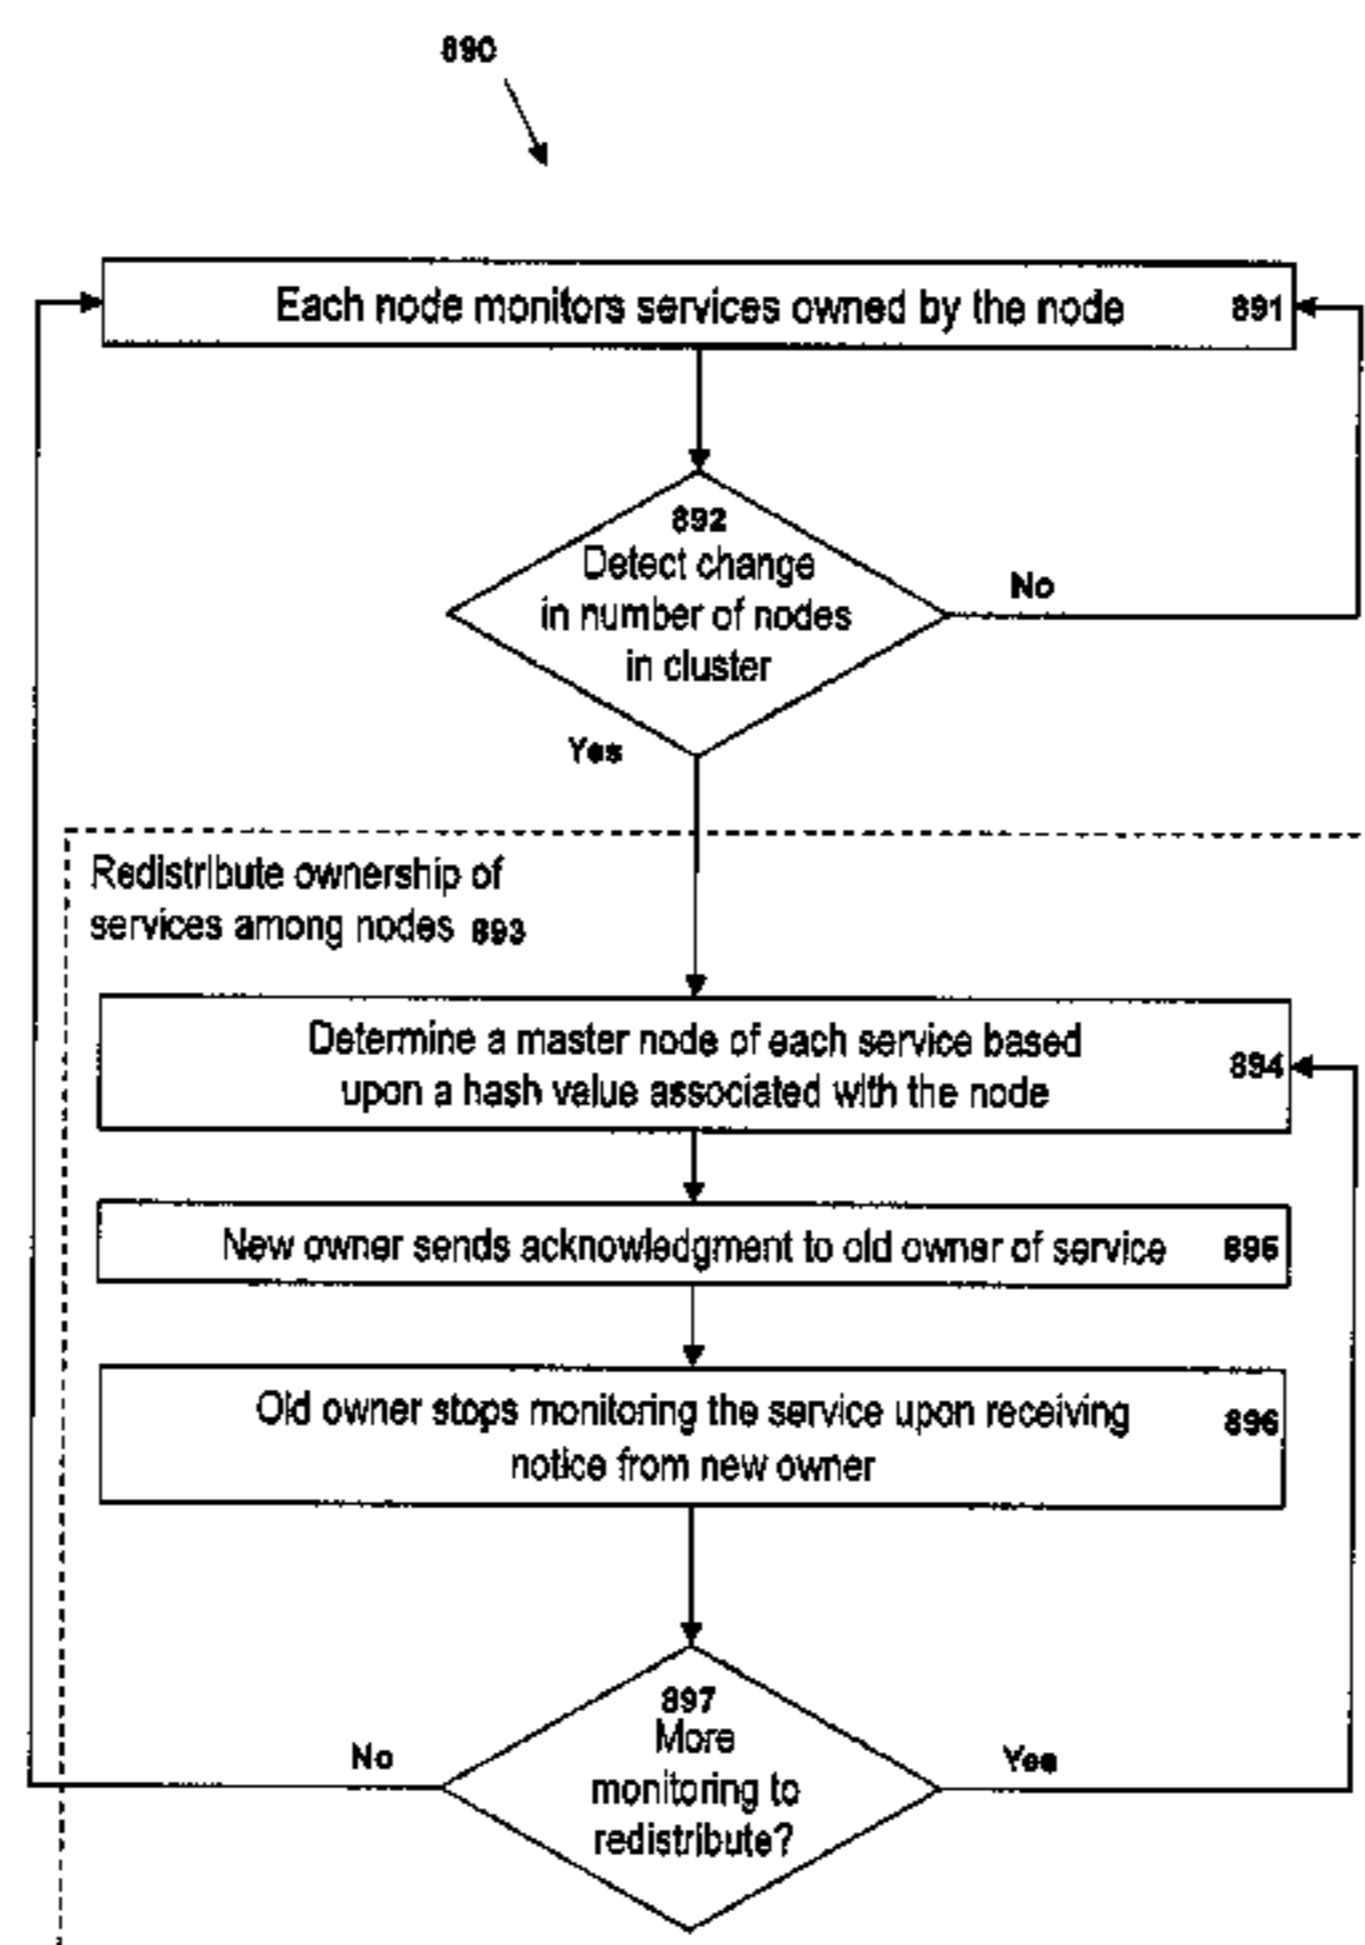 890
Each node monitors services owned by the node 891
892
Detect change
in number of nodes
in cluster
No
Yes
Redistribute ownership of
services among nodes 893
Determine a master node of each service based
upon a hash value associated with the node
894
New owner sends acknowledgment to old owner of service 895
Old owner stops monitoring the service upon receiving
notice from new owner
896
897
More
monitoring to
redistribute?
No
Yes